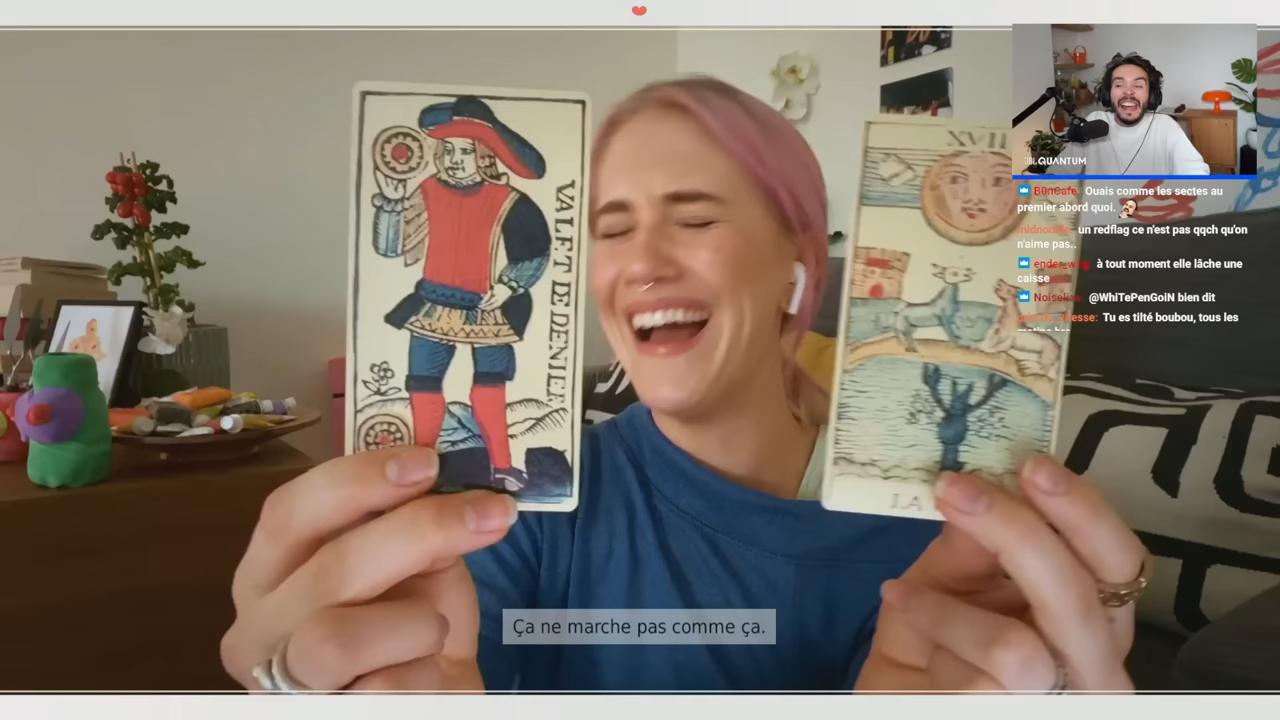 VALET DE DENIER
XVII
LA
QUANTUM
BünCafe Ouais comme les sectes au
premier abord quoi.
un redflag ce n'est pas qqch qu'on
n'aime pas..
à tout moment elle lâche une
caisse
@WhiTePenGoiN bien dit
Tu es tilté boubou, tous les
Ça ne marche pas comme ça.